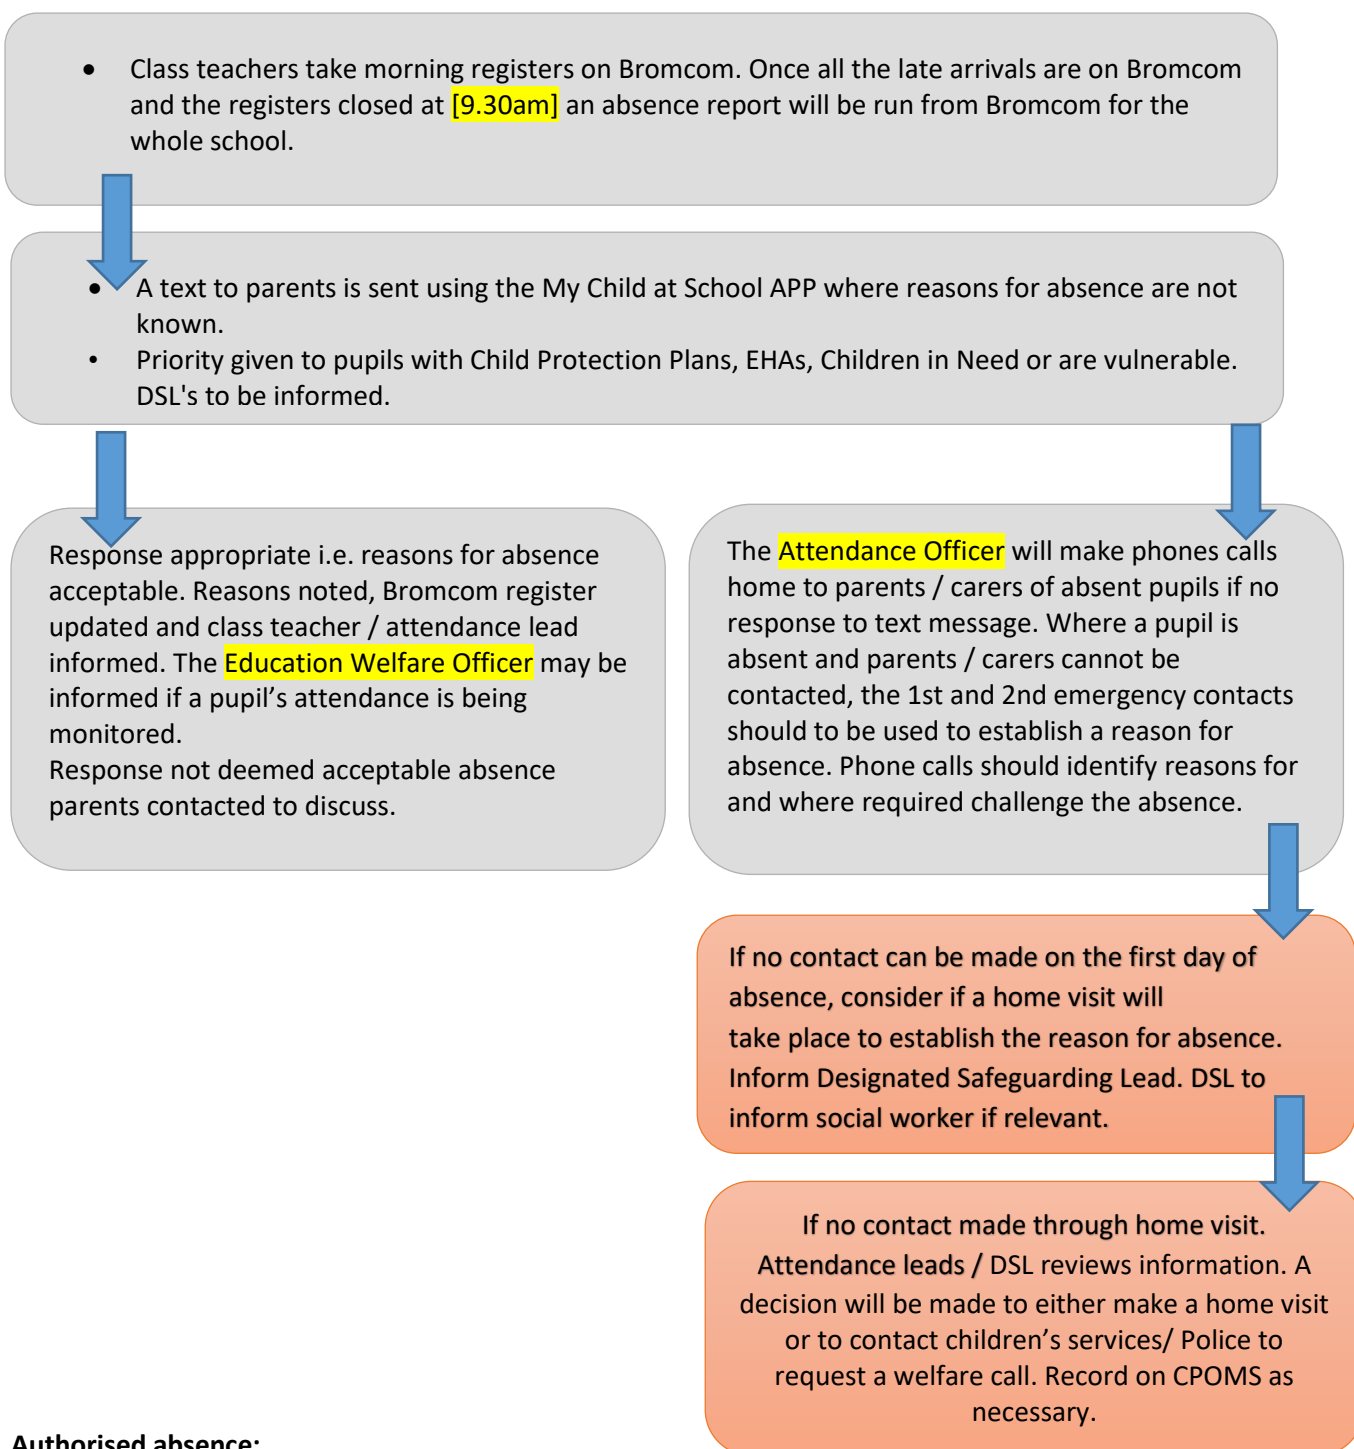 • Class teachers take morning registers on Bromcom. Once all the late arrivals are on Bromcom
and the registers closed at [9.30am] an absence report will be run from Bromcom for the
whole school.
• A text to parents is sent using the My Child at School APP where reasons for absence are not
known.
• Priority given to pupils with Child Protection Plans, EHAs, Children in Need or are vulnerable.
DSL's to be informed.
Response appropriate i.e. reasons for absence
acceptable. Reasons noted, Bromcom register
updated and class teacher / attendance lead
informed. The Education Welfare Officer may be
informed if a pupil’s attendance is being
monitored.
Response not deemed acceptable absence
parents contacted to discuss.
The Attendance Officer will make phones calls
home to parents / carers of absent pupils if no
response to text message. Where a pupil is
absent and parents / carers cannot be
contacted, the 1st and 2nd emergency contacts
should to be used to establish a reason for
absence. Phone calls should identify reasons for
and where required challenge the absence.
If no contact can be made on the first day of
absence, consider if a home visit will
take place to establish the reason for absence.
Inform Designated Safeguarding Lead. DSL to
inform social worker if relevant.
If no contact made through home visit.
Attendance leads / DSL reviews information. A
decision will be made to either make a home visit
or to contact children’s services/ Police to
request a welfare call. Record on CPOMS as
necessary.
Authorised absence: